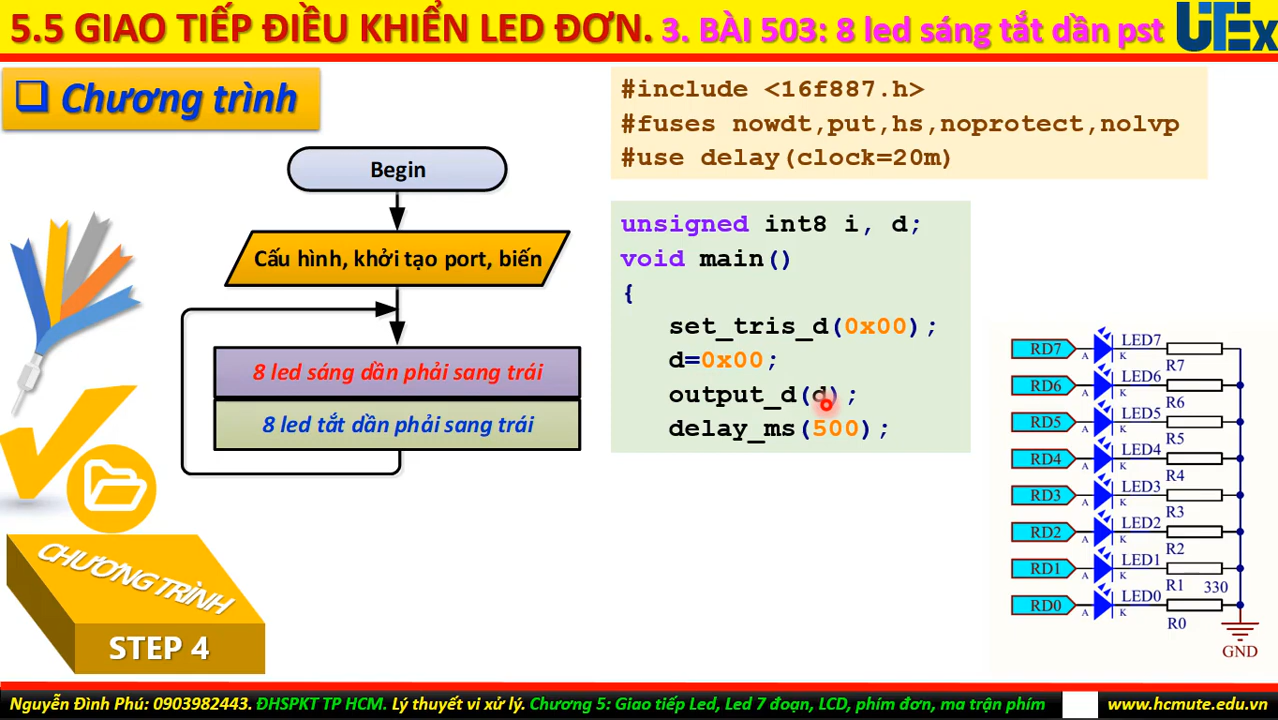 5.5 GIAO TIẾP ĐIỀU KHIỂN LED ĐƠN. 3. BÀI 503: 8 led sáng tắt dần pst
UTEx
Chương trình
Begin
Cấu hình, khởi tạo port, biến
8 led sáng dần phải sang trái
8 led tắt dần phải sang trái
CHƯƠNG TRÌNH
STEP 4
#include <16f887.h>
#fuses nowdt,put,hs,noprotect,nolvp
#use delay(clock=20m)
unsigned int8 i, d;
void main()
{
set_tris_d(0x00);
d=0x00;
output_d(d);
delay_ms(500);
RD7 A K LED7 R7
RD6 A K LED6 R6
RD5 A K LED5 R5
RD4 A K LED4 R4
RD3 A K LED3 R3
RD2 A K LED2 R2
RD1 A K LED1 R1 330
RD0 A K LED0 R0
GND
Nguyễn Đình Phú: 0903982443. ĐHSPKT TP HCM. Lý thuyết vi xử lý. Chương 5: Giao tiếp Led, Led 7 đoạn, LCD, phím đơn, ma trận phím
www.hcmute.edu.vn